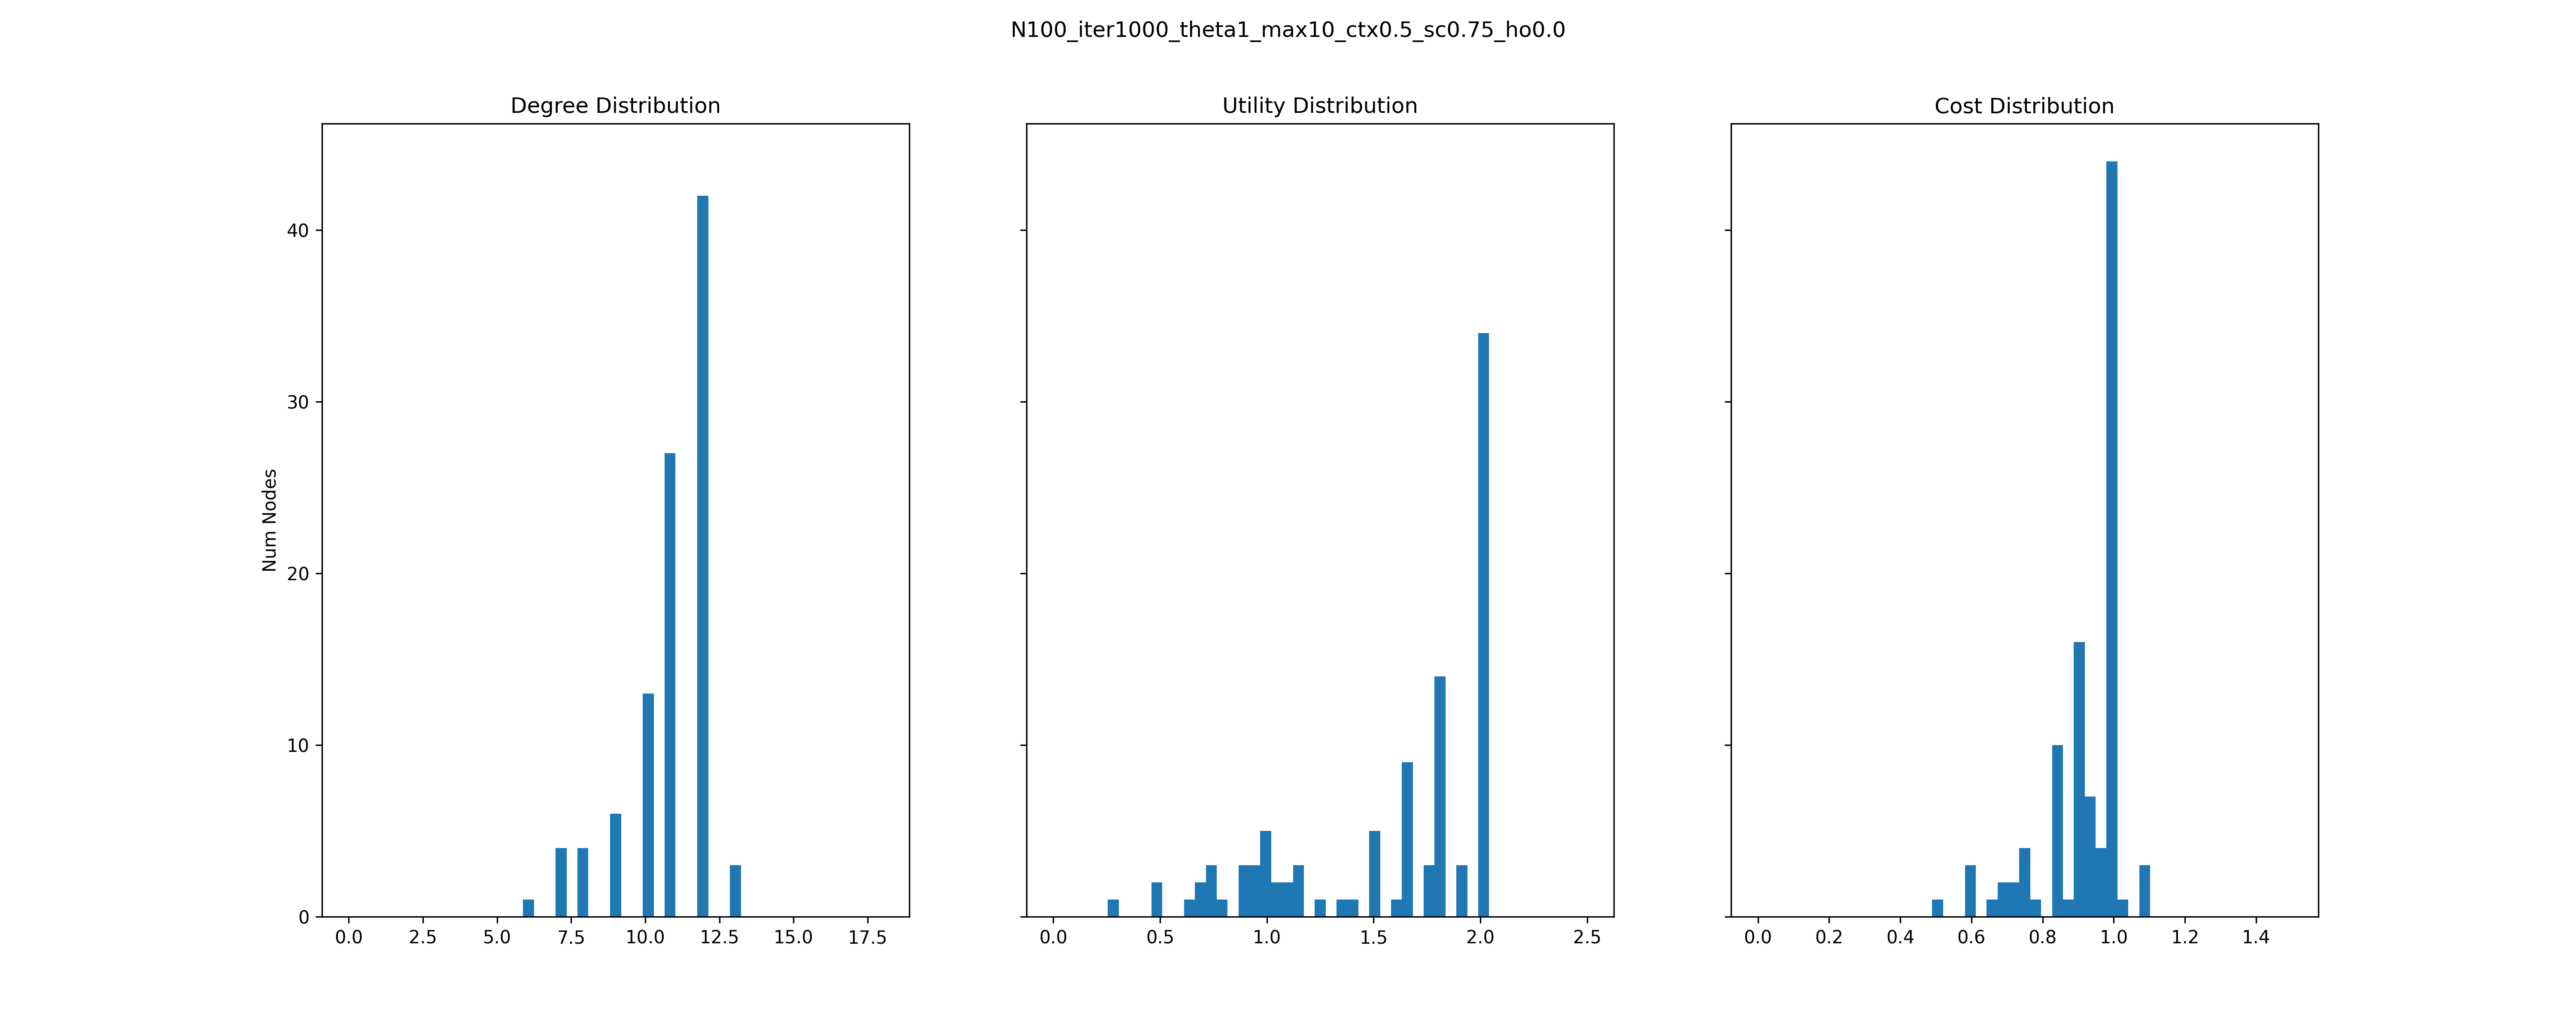 N100_iter1000_theta1_max10_ctx0.5_sc0.75_ho0.0
Degree Distribution
Utility Distribution
Cost Distribution
Num Nodes
40
30
20
10
0
0.0 2.5 5.0 7.5 10.0 12.5 15.0 17.5
0.0 0.5 1.0 1.5 2.0 2.5
0.0 0.2 0.4 0.6 0.8 1.0 1.2 1.4